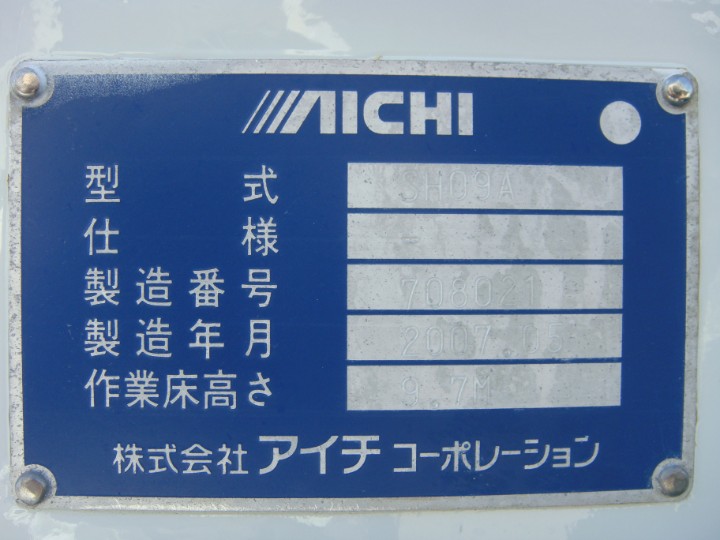 AICHI
型式 SH09A
仕様
製造番号 708021
製造年月 2007. 5
作業床高さ 9.7M
株式会社 アイチ コーポレーション